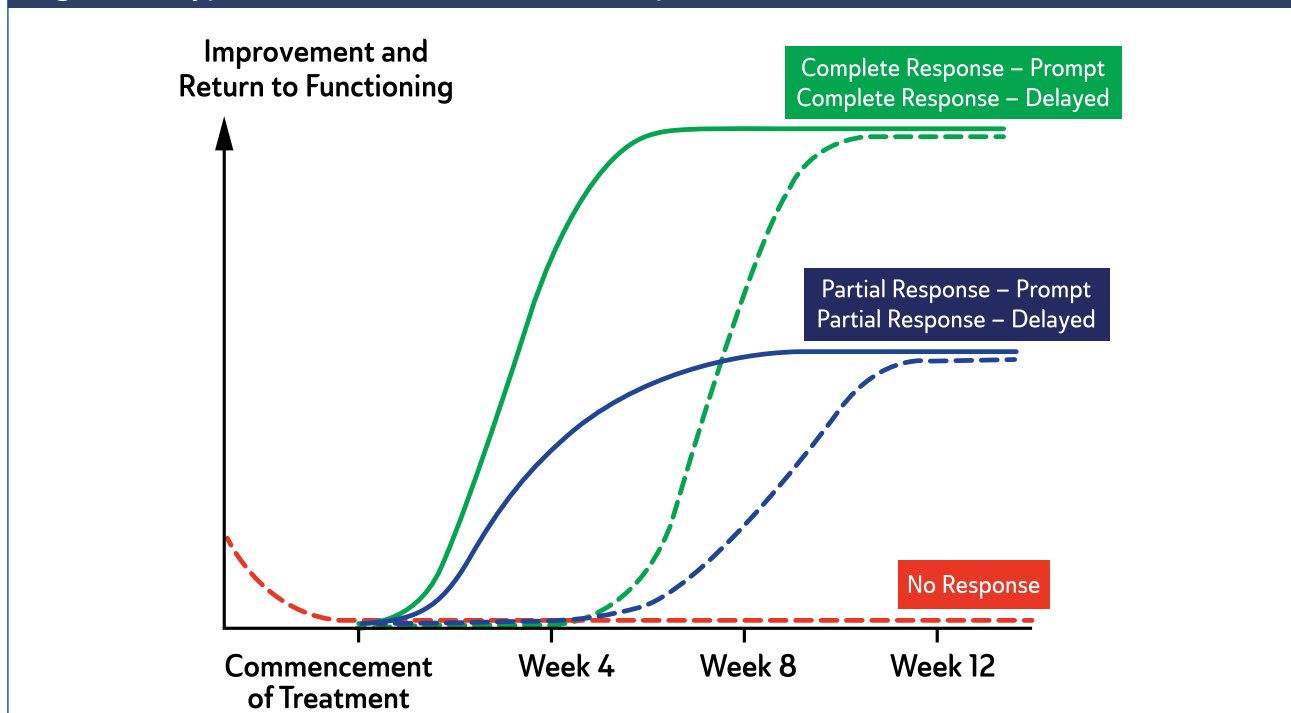 Improvement and
Return to Functioning
Complete Response – Prompt
Complete Response – Delayed
Partial Response – Prompt
Partial Response – Delayed
No Response
Commencement
of Treatment
Week 4
Week 8
Week 12